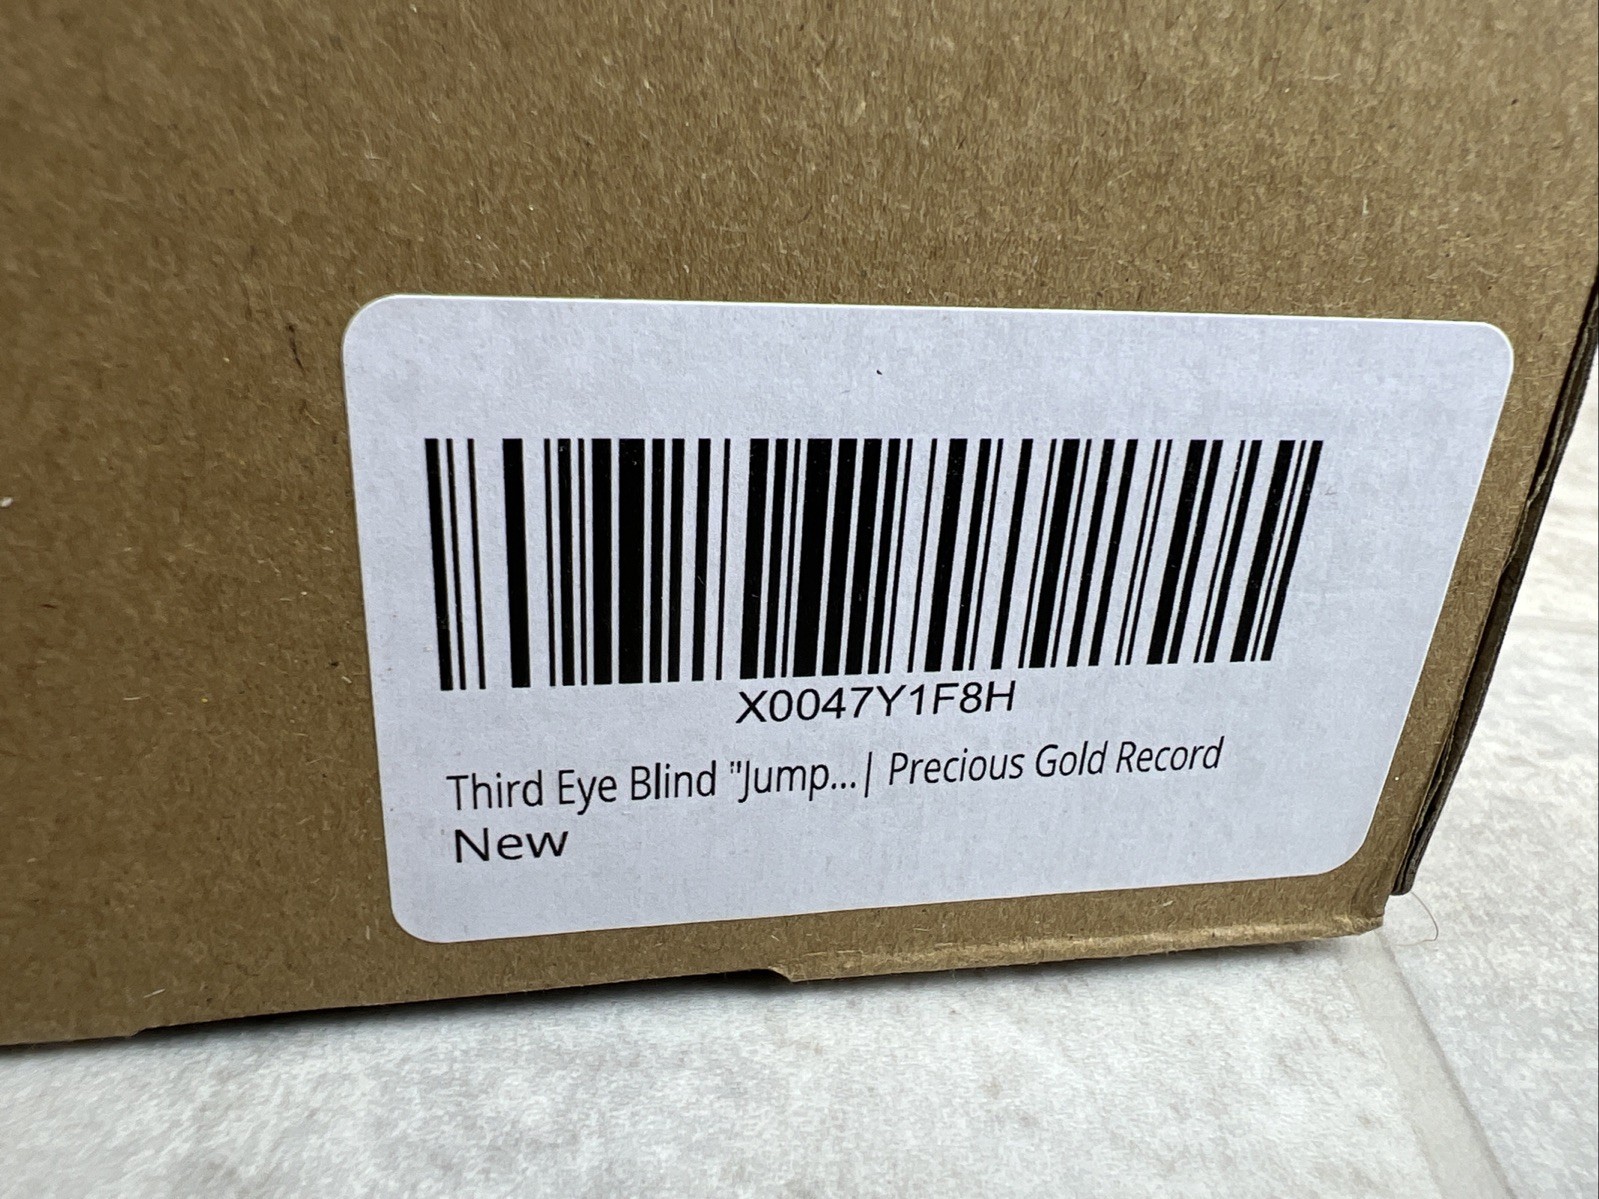 X0047Y1F8H
Third Eye Blind "Jump...| Precious Gold Record
New